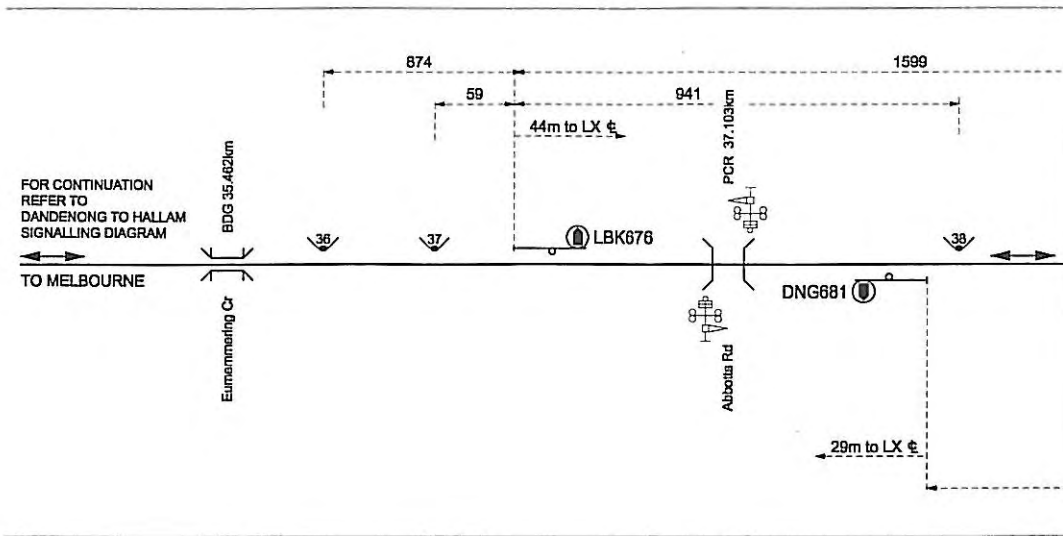 874
1599
59
941
44m to LX ℄
PCR 37.103km
BDG 35.462km
FOR CONTINUATION
REFER TO
DANDENONG TO HALLAM
SIGNALLING DIAGRAM
36
37
LBK676
38
TO MELBOURNE
DNG681
Eumemmering Cr
Abbotts Rd
29m to LX ℄